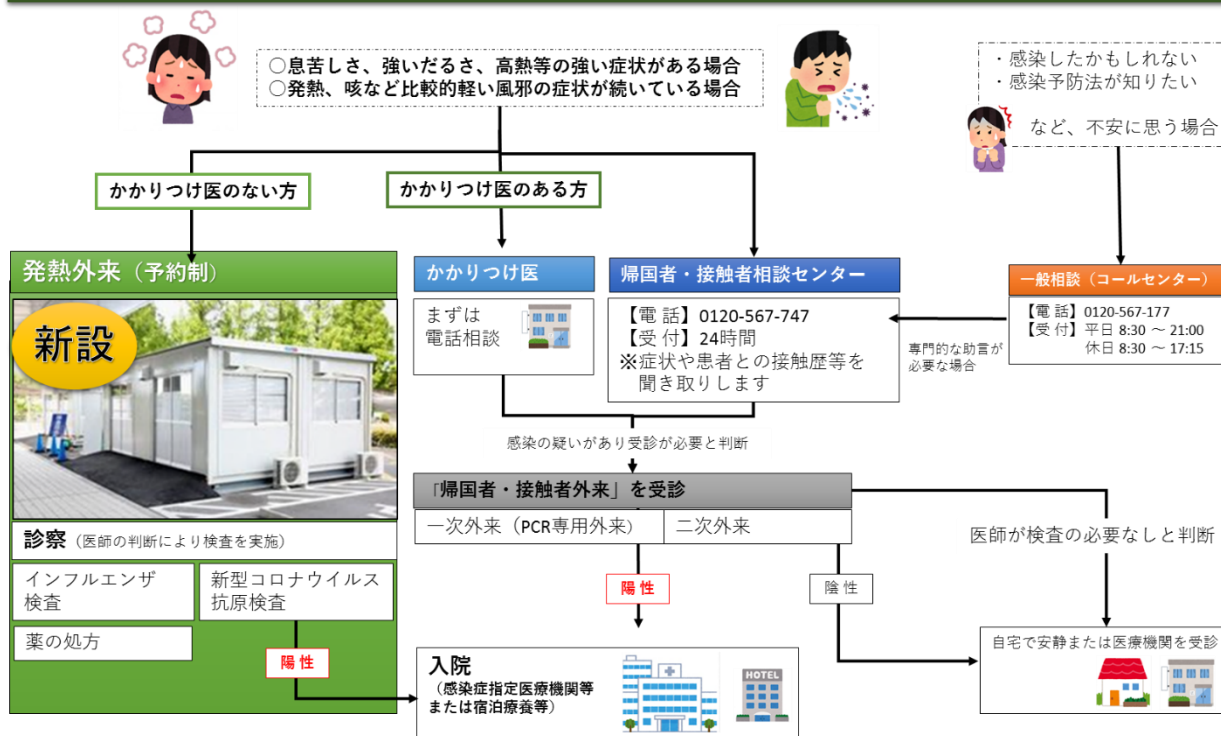 ○息苦しさ、強いだるさ、高熱等の強い症状がある場合
○発熱、咳など比較的軽い風邪の症状が続いている場合
・感染したかもしれない
・感染予防法が知りたい
など、不安に思う場合
かかりつけ医のない方
かかりつけ医のある方
発熱外来（予約制）
新設
診察（医師の判断により検査を実施）
インフルエンザ
検査
新型コロナウイルス
抗原検査
薬の処方
陽性
かかりつけ医
まずは
電話相談
帰国者・接触者相談センター
【電 話】0120-567-747
【受 付】24時間
※症状や患者との接触歴等を
聞き取りします
一般相談（コールセンター）
【電 話】0120-567-177
【受 付】平日 8:30 ～ 21:00
休日 8:30 ～ 17:15
専門的な助言が
必要な場合
感染の疑いがあり受診が必要と判断
「帰国者・接触者外来」を受診
一次外来（PCR専用外来）
二次外来
医師が検査の必要なしと判断
陽性
陰性
入院
（感染症指定医療機関等
または宿泊療養等）
HOTEL
自宅で安静または医療機関を受診